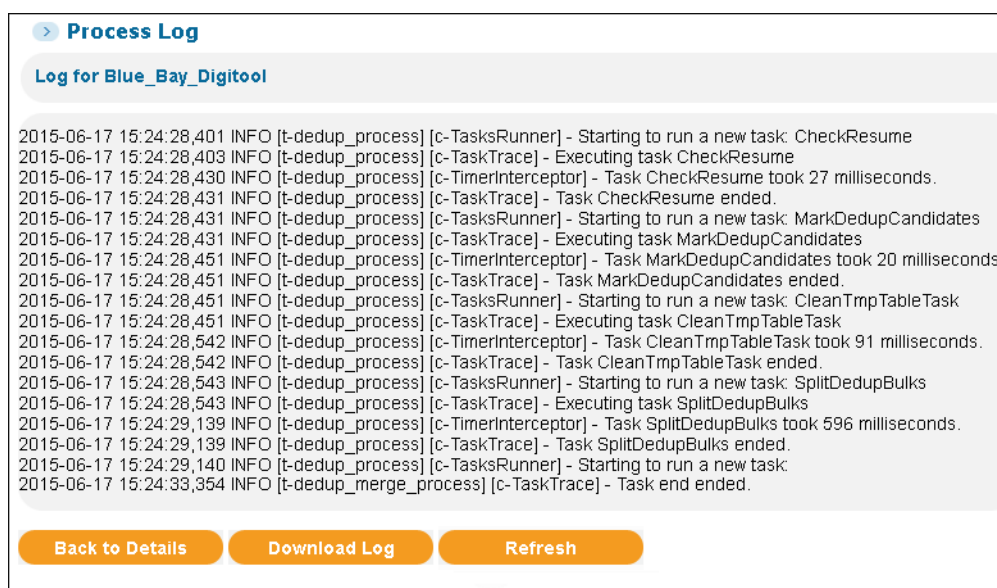 Process Log
Log for Blue_Bay_Digitool
2015-06-17 15:24:28,401 INFO [t-dedup_process] [c-TasksRunner] - Starting to run a new task: CheckResume
2015-06-17 15:24:28,403 INFO [t-dedup_process] [c-TaskTrace] - Executing task CheckResume
2015-06-17 15:24:28,430 INFO [t-dedup_process] [c-TimerInterceptor] - Task CheckResume took 27 milliseconds.
2015-06-17 15:24:28,431 INFO [t-dedup_process] [c-TaskTrace] - Task CheckResume ended.
2015-06-17 15:24:28,431 INFO [t-dedup_process] [c-TasksRunner] - Starting to run a new task: MarkDedupCandidates
2015-06-17 15:24:28,431 INFO [t-dedup_process] [c-TaskTrace] - Executing task MarkDedupCandidates
2015-06-17 15:24:28,451 INFO [t-dedup_process] [c-TimerInterceptor] - Task MarkDedupCandidates took 20 milliseconds
2015-06-17 15:24:28,451 INFO [t-dedup_process] [c-TaskTrace] - Task MarkDedupCandidates ended.
2015-06-17 15:24:28,451 INFO [t-dedup_process] [c-TasksRunner] - Starting to run a new task: CleanTmpTableTask
2015-06-17 15:24:28,451 INFO [t-dedup_process] [c-TaskTrace] - Executing task CleanTmpTableTask
2015-06-17 15:24:28,542 INFO [t-dedup_process] [c-TimerInterceptor] - Task CleanTmpTableTask took 91 milliseconds.
2015-06-17 15:24:28,542 INFO [t-dedup_process] [c-TaskTrace] - Task CleanTmpTableTask ended.
2015-06-17 15:24:28,543 INFO [t-dedup_process] [c-TasksRunner] - Starting to run a new task: SplitDedupBulks
2015-06-17 15:24:28,543 INFO [t-dedup_process] [c-TaskTrace] - Executing task SplitDedupBulks
2015-06-17 15:24:29,139 INFO [t-dedup_process] [c-TimerInterceptor] - Task SplitDedupBulks took 596 milliseconds.
2015-06-17 15:24:29,139 INFO [t-dedup_process] [c-TaskTrace] - Task SplitDedupBulks ended.
2015-06-17 15:24:29,140 INFO [t-dedup_process] [c-TasksRunner] - Starting to run a new task:
2015-06-17 15:24:33,354 INFO [t-dedup_merge_process] [c-TaskTrace] - Task end ended.
Back to Details Download Log Refresh